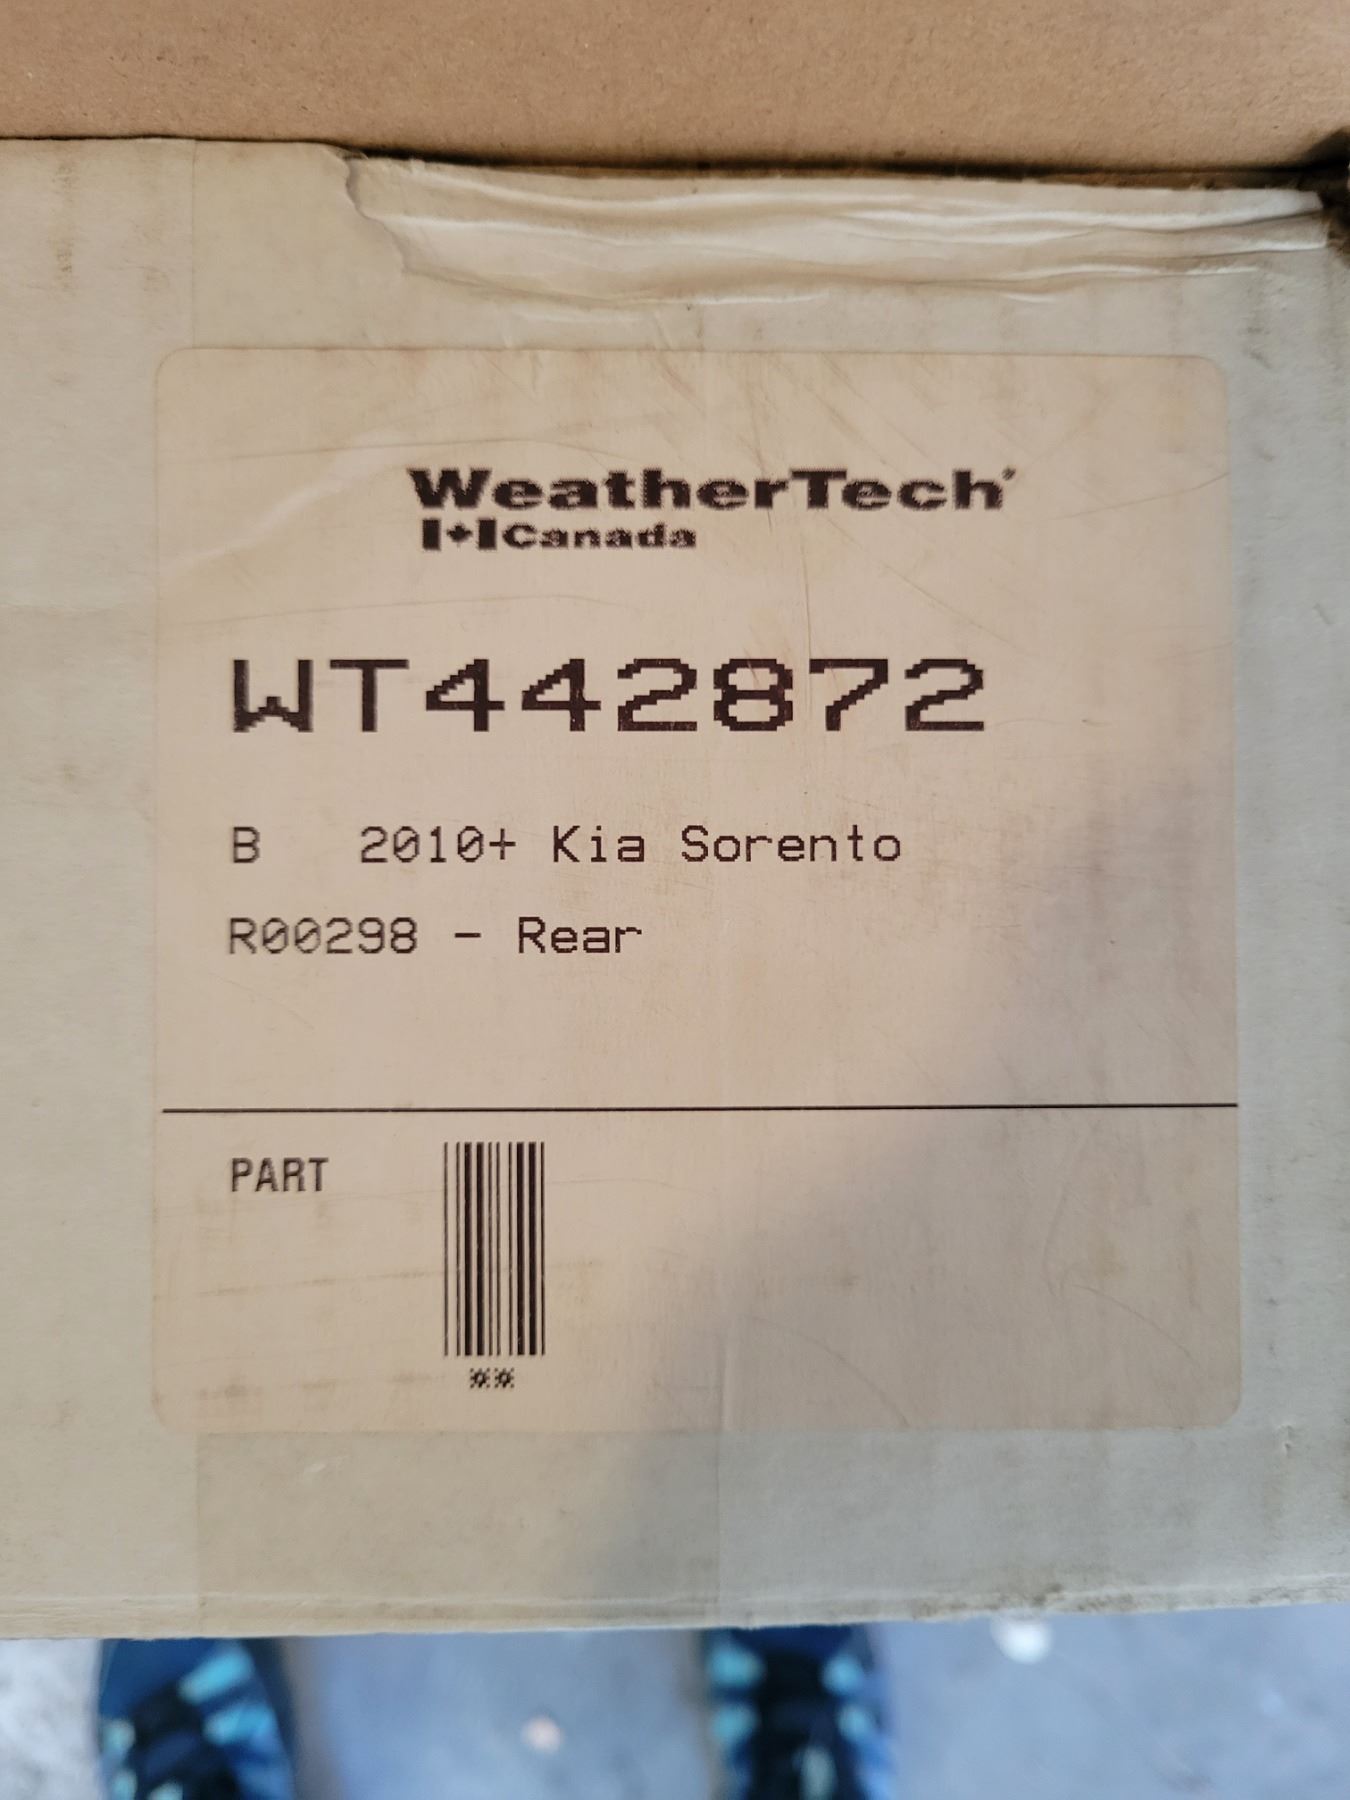 WeatherTech®
Canada
WT442872
B 2010+ Kia Sorento
R00298 - Rear
PART
**